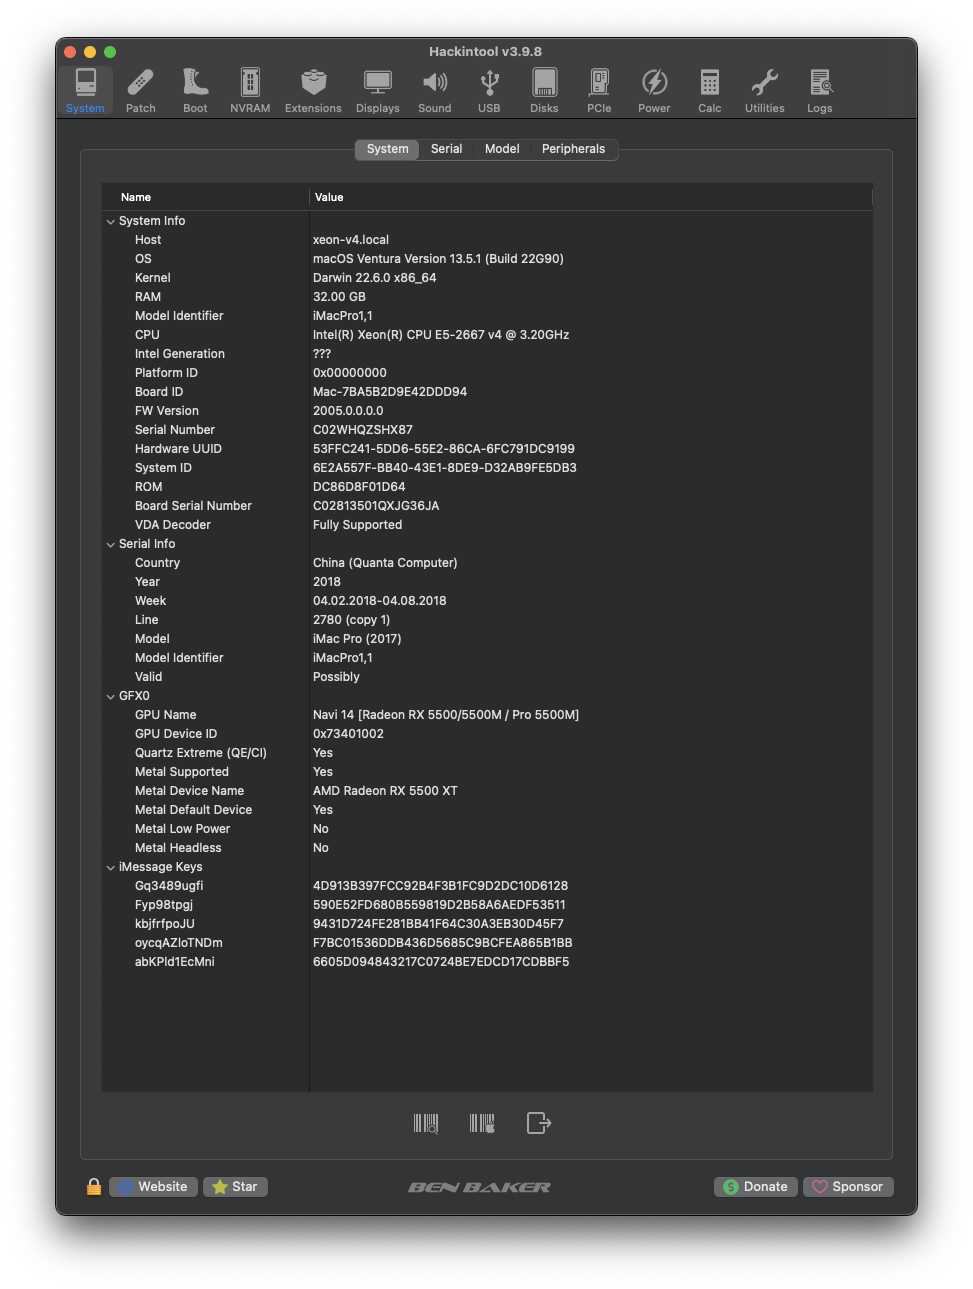 Hackintool v3.9.8
System Patch Boot NVRAM Extensions Displays Sound USB Disks PCIe Power Calc Utilities Logs
System Serial Model Peripherals
Name Value
System Info
Host xeon-v4.local
OS macOS Ventura Version 13.5.1 (Build 22G90)
Kernel Darwin 22.6.0 x86_64
RAM 32.00 GB
Model Identifier iMacPro1,1
CPU Intel(R) Xeon(R) CPU E5-2667 v4 @ 3.20GHz
Intel Generation ???
Platform ID 0x00000000
Board ID Mac-7BA5B2D9E42DDD94
FW Version 2005.0.0.0.0
Serial Number C02WHQZSHX87
Hardware UUID 53FFC241-5DD6-55E2-86CA-6FC791DC9199
System ID 6E2A557F-BB40-43E1-8DE9-D32AB9FE5DB3
ROM DC86D8F01D64
Board Serial Number C02813501QXJG36JA
VDA Decoder Fully Supported
Serial Info
Country China (Quanta Computer)
Year 2018
Week 04.02.2018-04.08.2018
Line 2780 (copy 1)
Model iMac Pro (2017)
Model Identifier iMacPro1,1
Valid Possibly
GFX0
GPU Name Navi 14 [Radeon RX 5500/5500M / Pro 5500M]
GPU Device ID 0x73401002
Quartz Extreme (QE/CI) Yes
Metal Supported Yes
Metal Device Name AMD Radeon RX 5500 XT
Metal Default Device Yes
Metal Low Power No
Metal Headless No
iMessage Keys
Gq3489ugfi 4D913B397FCC92B4F3B1FC9D2DC10D6128
Fyp98tpgj 590E52FD680B559819D2B58A6AEDF53511
kbjfrfpoJU 9431D724FE281BB41F64C30A3EB30D45F7
oycqAZloTNDm F7BC01536DDB436D5685C9BCFEA865B1BB
abKPld1EcMni 6605D094843217C0724BE7EDCD17CDBBF5
Website Star BEN BAKER Donate Sponsor